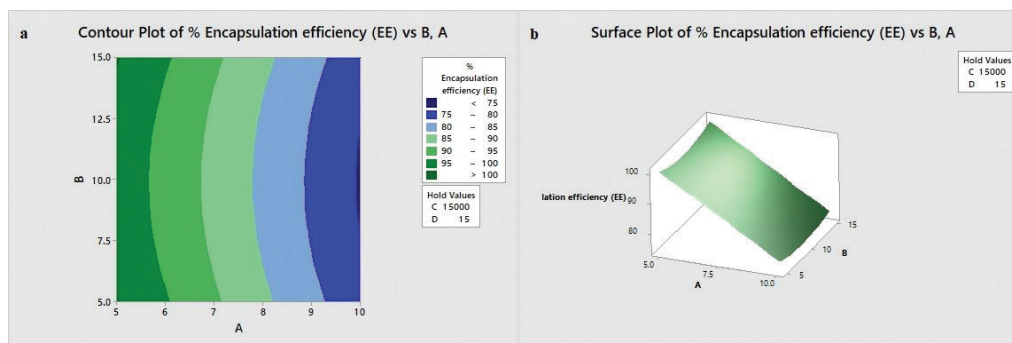 a
Contour Plot of % Encapsulation efficiency (EE) vs B, A
15.0
12.5
10.0
7.5
5.0
B
5
6
7
8
9
10
A
%
Encapsulation
efficiency (EE)
< 75
75 – 80
80 – 85
85 – 90
90 – 95
95 – 100
> 100
Hold Values
C 15000
D 15
b
Surface Plot of % Encapsulation efficiency (EE) vs B, A
Hold Values
C 15000
D 15
100
lation efficiency (EE)
90
80
5.0
7.5
10.0
A
15
10
5
B